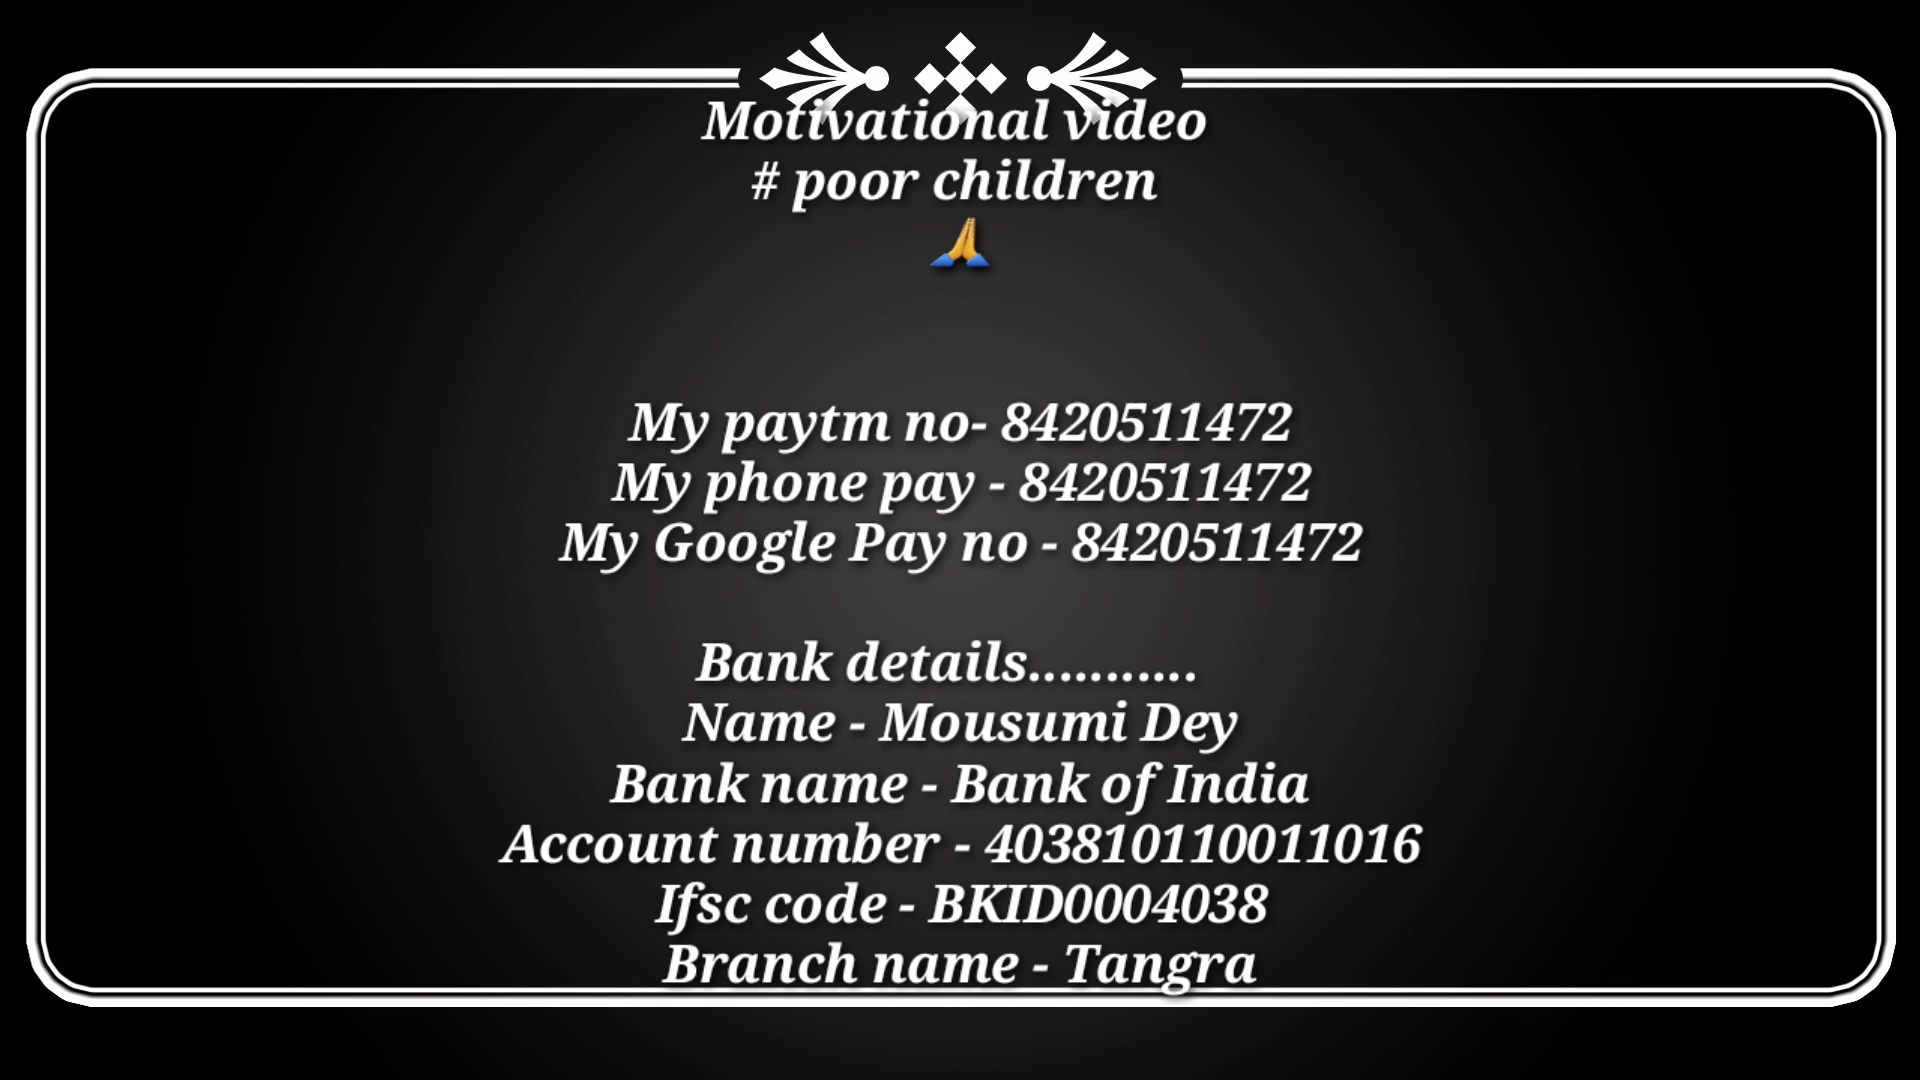 Motivational video
# poor children
🙏
My paytm no- 8420511472
My phone pay - 8420511472
My Google Pay no - 8420511472
Bank details...........
Name - Mousumi Dey
Bank name - Bank of India
Account number - 403810110011016
Ifsc code - BKID0004038
Branch name - Tangra